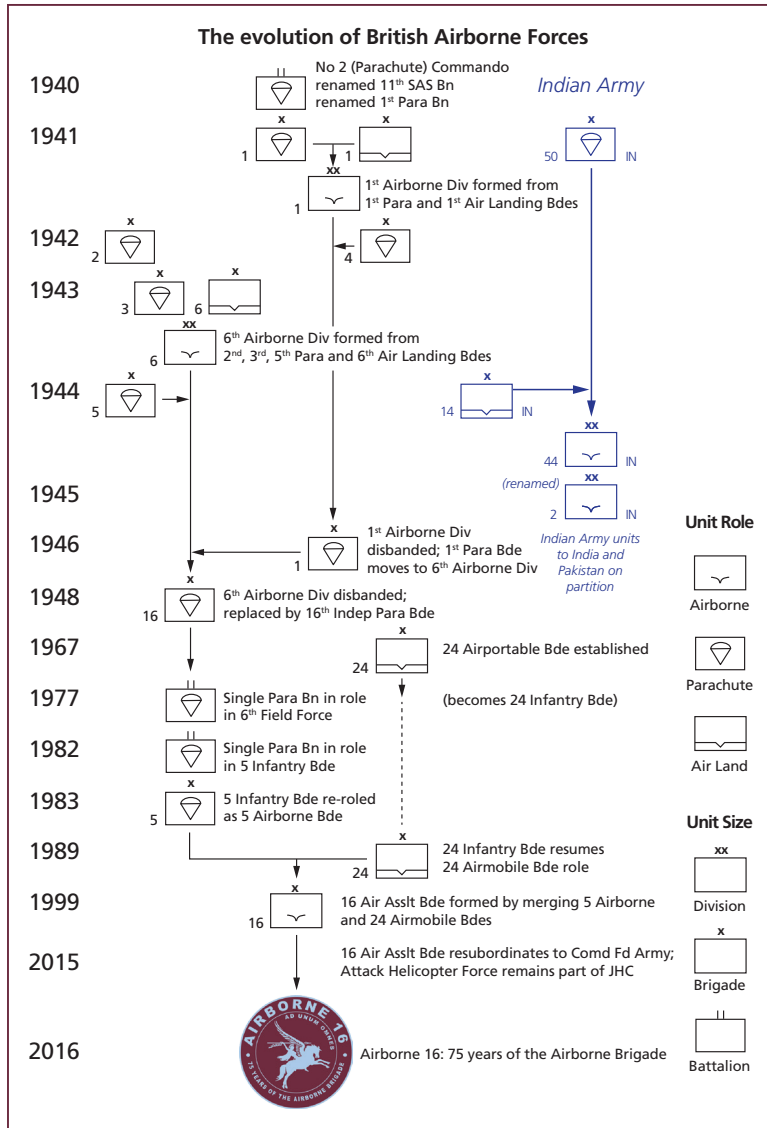 The evolution of British Airborne Forces
1940
No 2 (Parachute) Commando
renamed 11th SAS Bn
renamed 1st Para Bn
Indian Army
1941
x
1
x
1
x
50
IN
xx
1
1st Airborne Div formed from
1st Para and 1st Air Landing Bdes
1942
x
2
x
4
1943
x
3
x
6
xx
6
6th Airborne Div formed from
2nd, 3rd, 5th Para and 6th Air Landing Bdes
1944
x
5
x
14
IN
xx
44
IN
1945
(renamed)
xx
2
IN
Indian Army units
to India and
Pakistan on
partition
1946
x
1
1st Airborne Div
disbanded; 1st Para Bde
moves to 6th Airborne Div
1948
x
16
6th Airborne Div disbanded;
replaced by 16th Indep Para Bde
1967
x
24
24 Airportable Bde established
1977
Single Para Bn in role
in 6th Field Force
(becomes 24 Infantry Bde)
1982
Single Para Bn in role
in 5 Infantry Bde
1983
x
5
5 Infantry Bde re-roled
as 5 Airborne Bde
1989
x
24
24 Infantry Bde resumes
24 Airmobile Bde role
1999
x
16
16 Air Asslt Bde formed by merging 5 Airborne
and 24 Airmobile Bdes
2015
16 Air Asslt Bde resubordinates to Comd Fd Army;
Attack Helicopter Force remains part of JHC
2016
• AIRBORNE 16 •
AD UNUM OMNES
75 YEARS OF THE AIRBORNE BRIGADE
Airborne 16: 75 years of the Airborne Brigade
Unit Role
Airborne
Parachute
Air Land
Unit Size
xx
Division
x
Brigade
Battalion